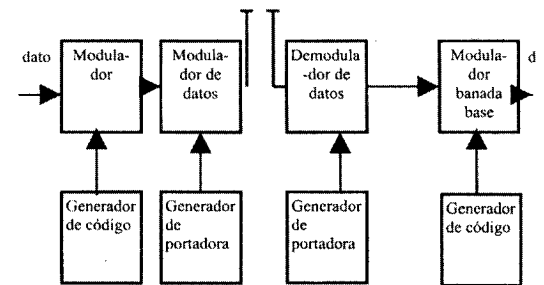 dato
Modula-
dor
Modula-
dor de
datos
Demodula
-dor de
datos
Modula-
dor
banada
base
d
Generador
de código
Generador
de
portadora
Generador
de
portadora
Generador
de código